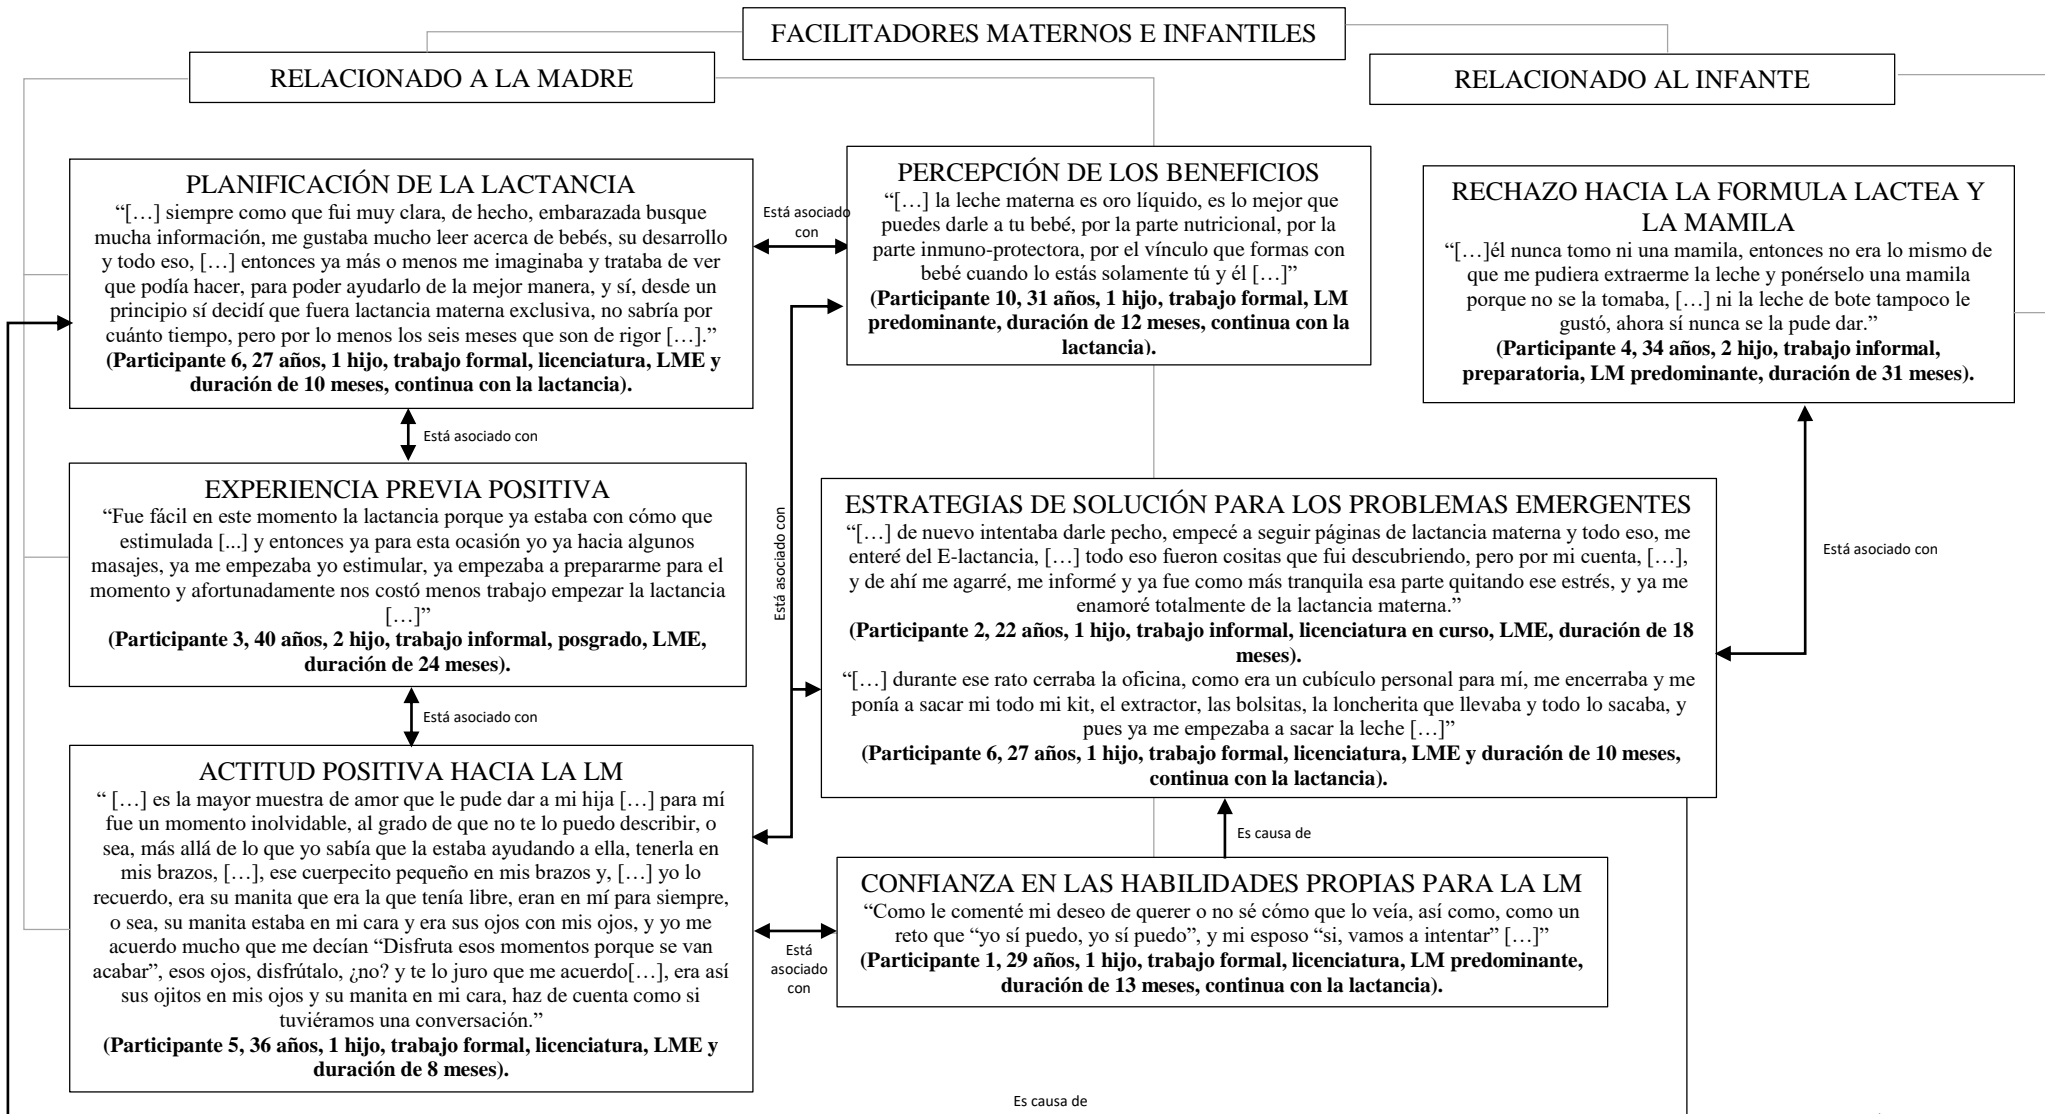 FACILITADORES MATERNOS E INFANTILES
RELACIONADO A LA MADRE
RELACIONADO AL INFANTE
PLANIFICACIÓN DE LA LACTANCIA
“[…] siempre como que fui muy clara, de hecho, embarazada busque
mucha información, me gustaba mucho leer acerca de bebés, su desarrollo
y todo eso, […] entonces ya más o menos me imaginaba y trataba de ver
que podía hacer, para poder ayudarlo de la mejor manera, y sí, desde un
principio sí decidí que fuera lactancia materna exclusiva, no sabría por
cuánto tiempo, pero por lo menos los seis meses que son de rigor […].”
(Participante 6, 27 años, 1 hijo, trabajo formal, licenciatura, LME y
duración de 10 meses, continua con la lactancia).
Está asociado
con
PERCEPCIÓN DE LOS BENEFICIOS
“[…] la leche materna es oro líquido, es lo mejor que
puedes darle a tu bebé, por la parte nutricional, por la
parte inmuno-protectora, por el vínculo que formas con
bebé cuando lo estás solamente tú y él […]”
(Participante 10, 31 años, 1 hijo, trabajo formal, LM
predominante, duración de 12 meses, continua con la
lactancia).
RECHAZO HACIA LA FORMULA LACTEA Y
LA MAMILA
“[…]él nunca tomo ni una mamila, entonces no era lo mismo de
que me pudiera extraerme la leche y ponérselo una mamila
porque no se la tomaba, […] ni la leche de bote tampoco le
gustó, ahora sí nunca se la pude dar.”
(Participante 4, 34 años, 2 hijo, trabajo informal,
preparatoria, LM predominante, duración de 31 meses).
Está asociado con
EXPERIENCIA PREVIA POSITIVA
“Fue fácil en este momento la lactancia porque ya estaba con cómo que
estimulada [...] y entonces ya para esta ocasión yo ya hacia algunos
masajes, ya me empezaba yo estimular, ya empezaba a prepararme para el
momento y afortunadamente nos costó menos trabajo empezar la lactancia
[…]”
(Participante 3, 40 años, 2 hijo, trabajo informal, posgrado, LME,
duración de 24 meses).
Está asociado con
ESTRATEGIAS DE SOLUCIÓN PARA LOS PROBLEMAS EMERGENTES
“[…] de nuevo intentaba darle pecho, empecé a seguir páginas de lactancia materna y todo eso, me
enteré del E-lactancia, […] todo eso fueron cositas que fui descubriendo, pero por mi cuenta, […],
y de ahí me agarré, me informé y ya fue como más tranquila esa parte quitando ese estrés, y ya me
enamoré totalmente de la lactancia materna.”
(Participante 2, 22 años, 1 hijo, trabajo informal, licenciatura en curso, LME, duración de 18
meses).
“[…] durante ese rato cerraba la oficina, como era un cubículo personal para mí, me encerraba y me
ponía a sacar mi todo mi kit, el extractor, las bolsitas, la loncherita que llevaba y todo lo sacaba, y
pues ya me empezaba a sacar la leche […]”
(Participante 6, 27 años, 1 hijo, trabajo formal, licenciatura, LME y duración de 10 meses,
continua con la lactancia).
Está asociado con
Está asociado con
ACTITUD POSITIVA HACIA LA LM
“ […] es la mayor muestra de amor que le pude dar a mi hija […] para mí
fue un momento inolvidable, al grado de que no te lo puedo describir, o
sea, más allá de lo que yo sabía que la estaba ayudando a ella, tenerla en
mis brazos, […], ese cuerpecito pequeño en mis brazos y, […] yo lo
recuerdo, era su manita que era la que tenía libre, eran en mí para siempre,
o sea, su manita estaba en mi cara y era sus ojos con mis ojos, y yo me
acuerdo mucho que me decían “Disfruta esos momentos porque se van
acabar”, esos ojos, disfrútalo, ¿no? y te lo juro que me acuerdo[…], era así
sus ojitos en mis ojos y su manita en mi cara, haz de cuenta como si
tuviéramos una conversación.”
(Participante 5, 36 años, 1 hijo, trabajo formal, licenciatura, LME y
duración de 8 meses).
Es causa de
Está
asociado
con
CONFIANZA EN LAS HABILIDADES PROPIAS PARA LA LM
“Como le comenté mi deseo de querer o no sé cómo que lo veía, así como, como un
reto que “yo sí puedo, yo sí puedo”, y mi esposo “si, vamos a intentar” […]”
(Participante 1, 29 años, 1 hijo, trabajo formal, licenciatura, LM predominante,
duración de 13 meses, continua con la lactancia).
Es causa de